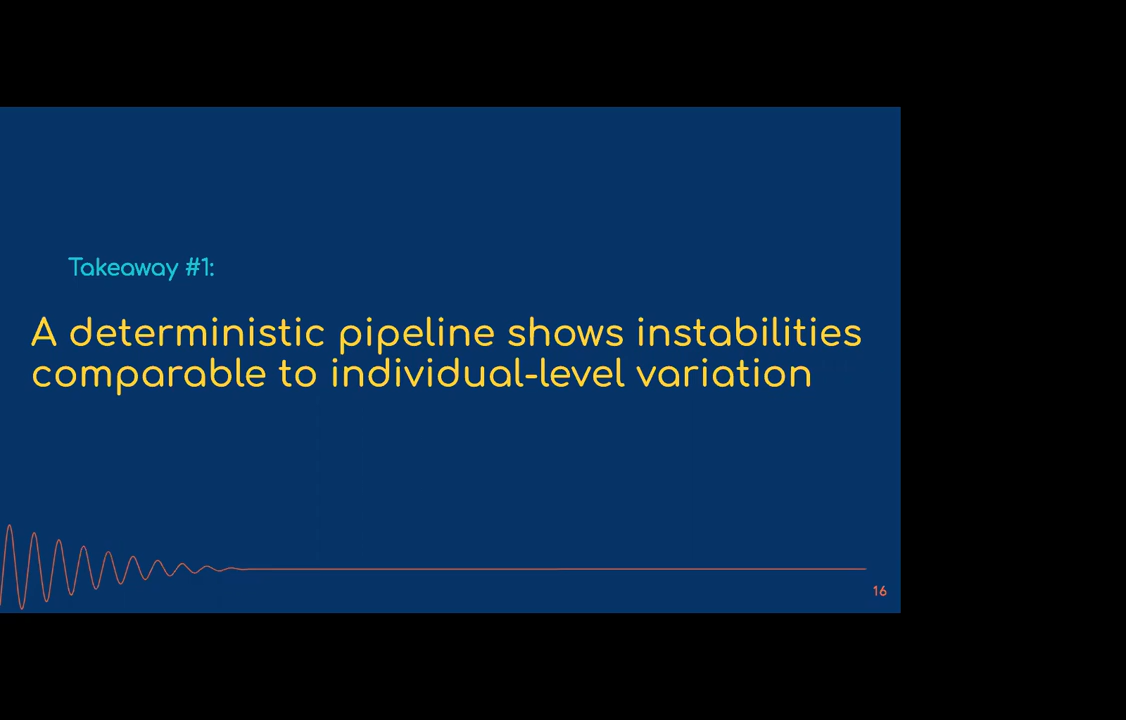 Takeaway #1:
A deterministic pipeline shows instabilities
comparable to individual-level variation
16